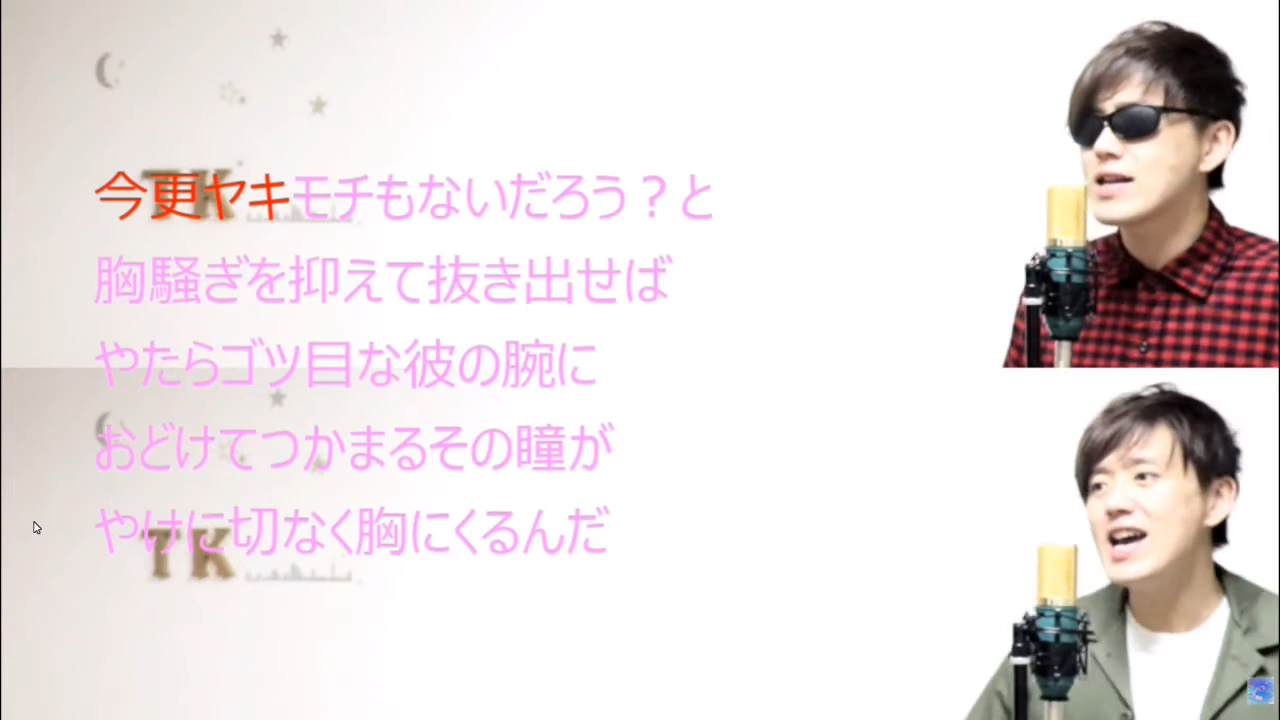 今更ヤキモチもないだろう？と
胸騒ぎを抑えて抜き出せば
やたらゴツ目な彼の腕に
おどけてつかまるその瞳が
やけに切なく胸にくるんだ
TK
TK